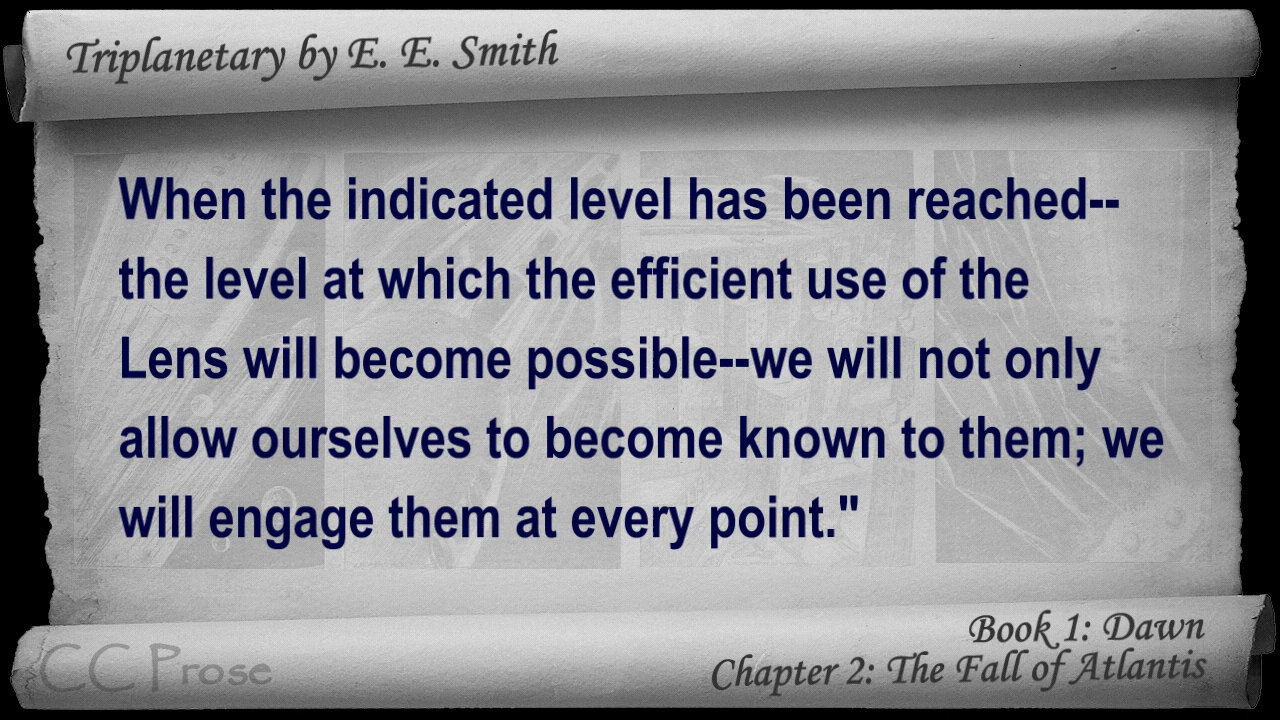 Triplanetary by E. E. Smith
When the indicated level has been reached--
the level at which the efficient use of the
Lens will become possible--we will not only
allow ourselves to become known to them; we
will engage them at every point."
Book 1: Dawn
Chapter 2: The Fall of Atlantis
CC Prose